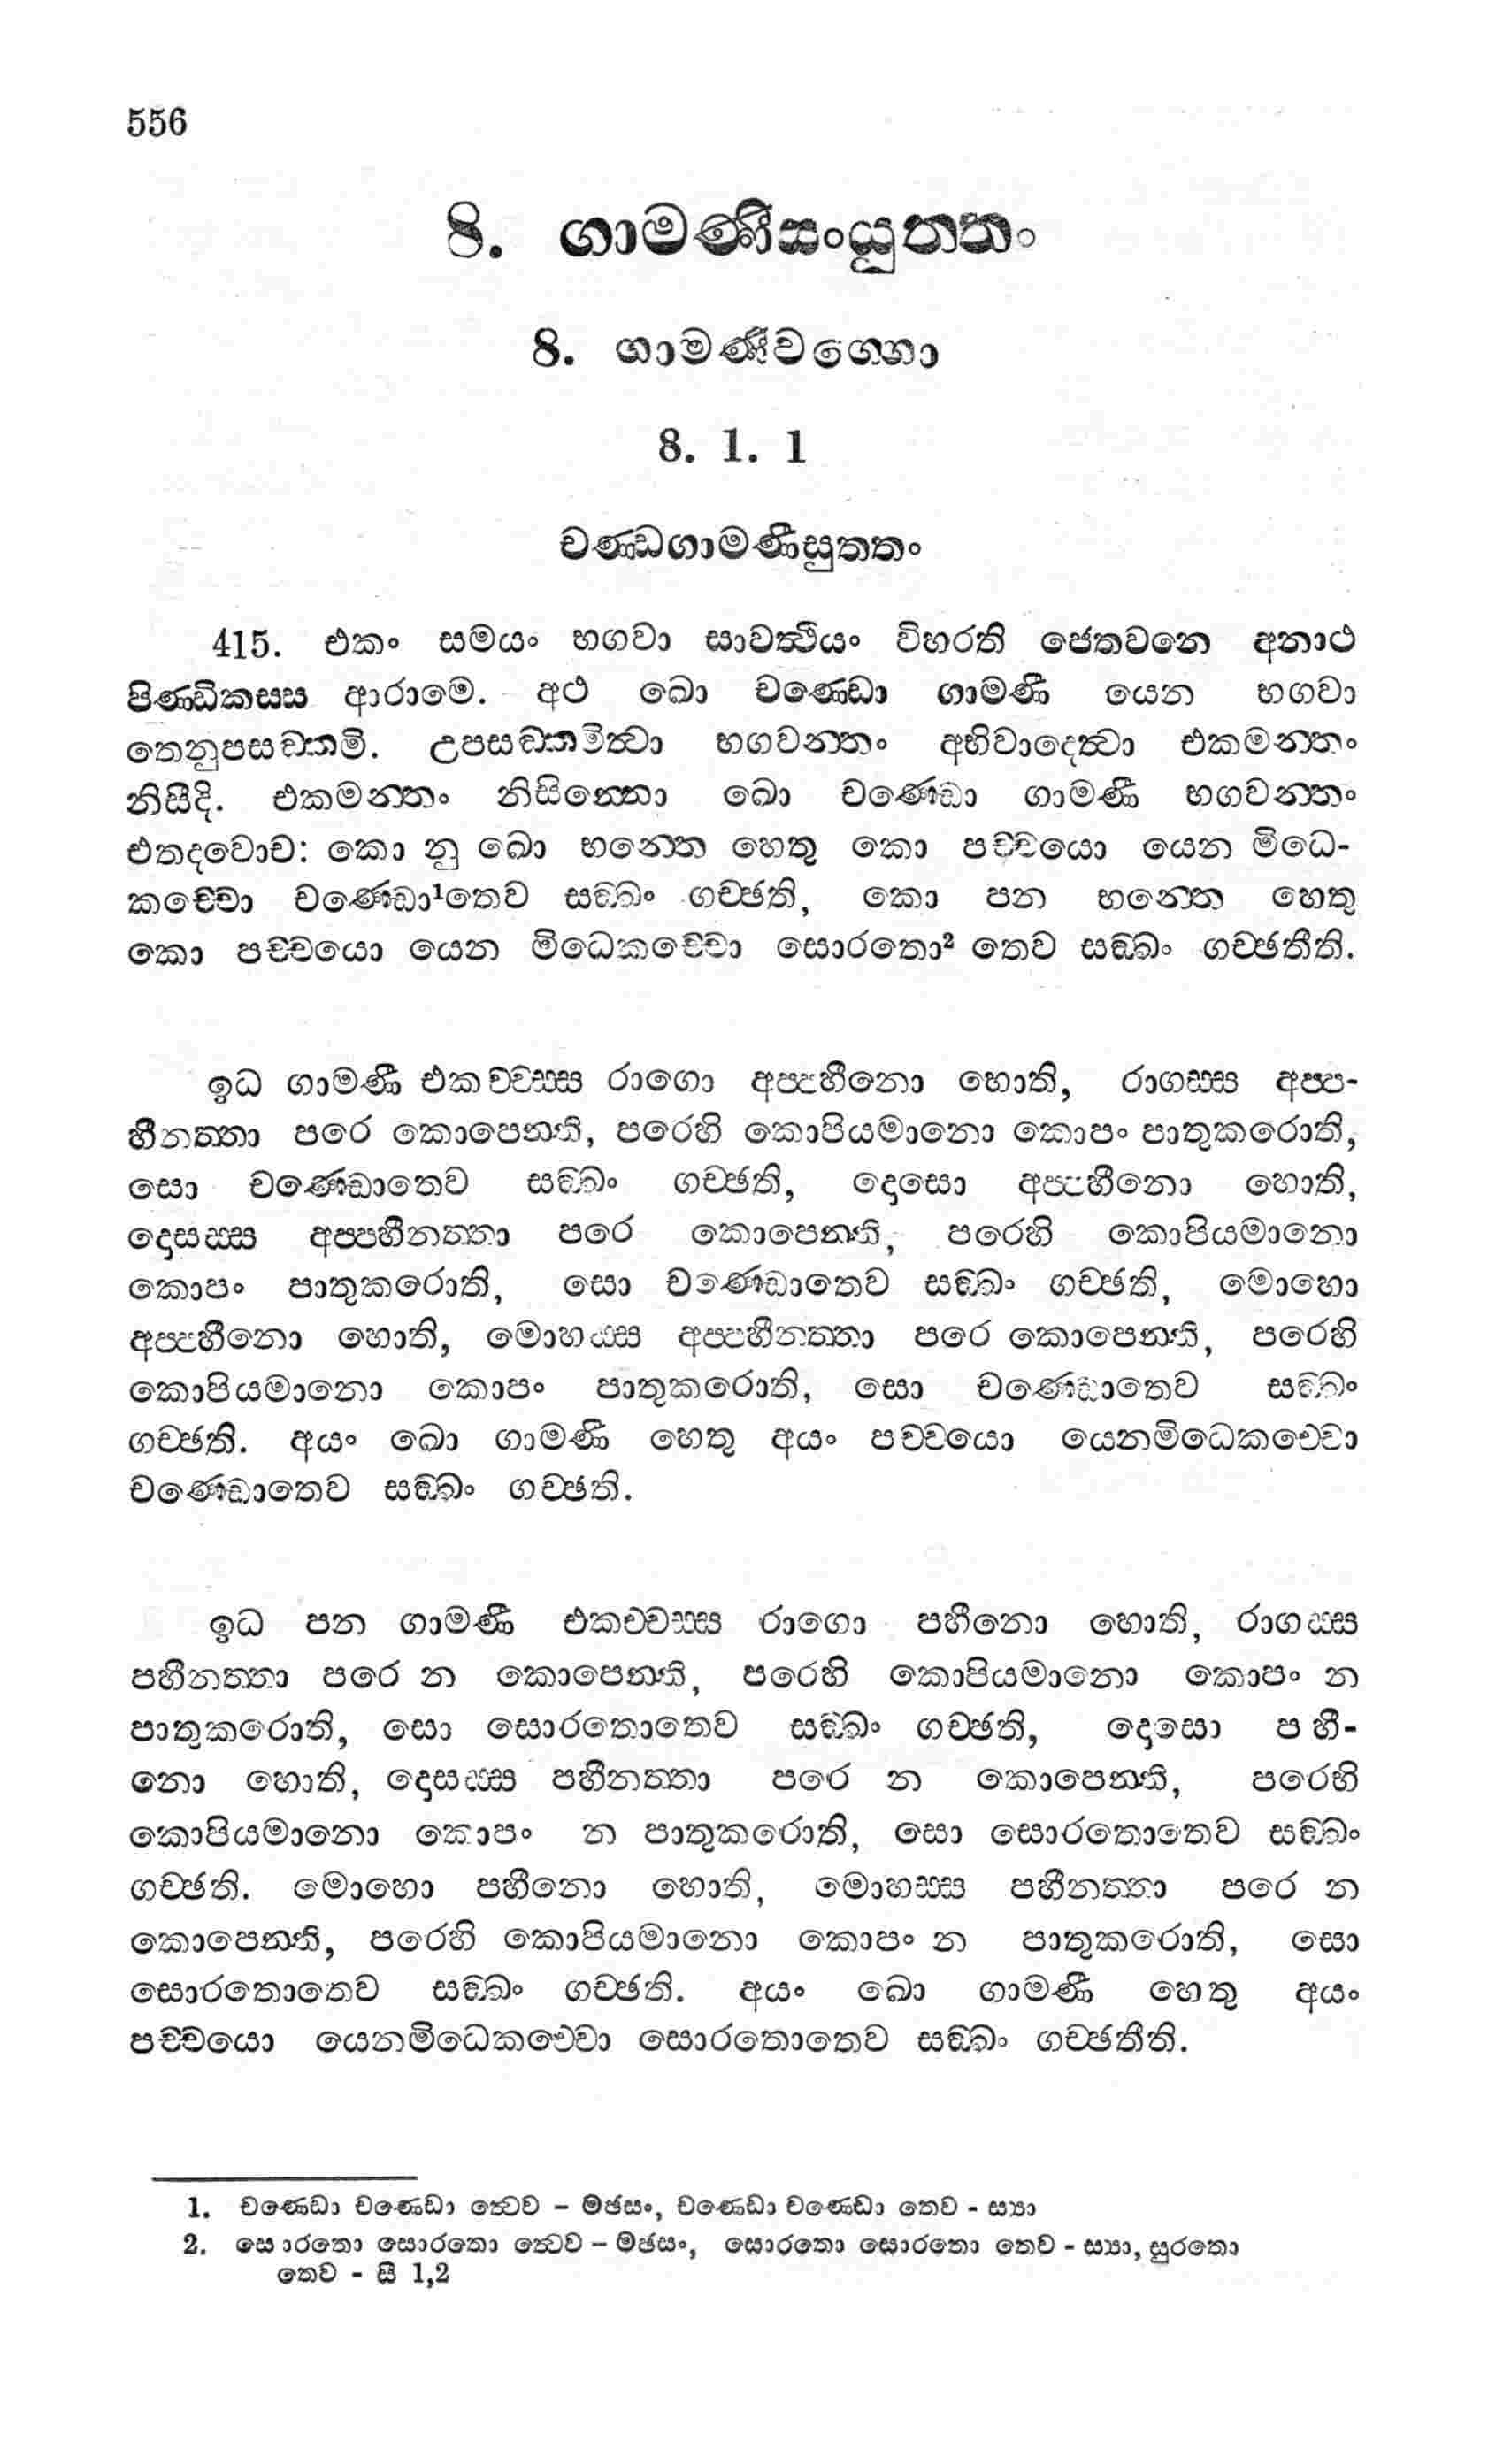 556
8. ගාමණීසංයුත්තං
8. ගාමණීවග්ගො
8. 1. 1
චණ්ඩගාමණීසුත්තං
415. එකං සමයං භගවා සාවත්ථියං විහරති ජෙතවනෙ අනාථ
පිණ්ඩිකස්ස ආරාමෙ. අථ ඛො චණ්ඩො ගාමණී යෙන භගවා
තෙනුපසඞ්කමි. උපසඞ්කමිත්වා භගවන්තං අභිවාදෙත්වා එකමන්තං
නිසීදි. එකමන්තං නිසින්නො ඛො චණ්ඩො ගාමණී භගවන්තං
එතදවොච: කො නු ඛො භන්තෙ හෙතු කො පච්චයො යෙන මිධෙ-
කච්චො චණ්ඩො¹තෙව සඞ්ඛං ගච්ඡති, කො පන භන්තෙ හෙතු
කො පච්චයො යෙන මිධෙකච්චො සොරතො² තෙව සඞ්ඛං ගච්ඡතීති.
ඉධ ගාමණී එකච්චස්ස රාගො අප්පහීනො හොති, රාගස්ස අප්ප-
හීනත්තා පරෙ කොපෙන්ති, පරෙහි කොපියමානො කොපං පාතුකරොති,
සො චණ්ඩොතෙව සඞ්ඛං ගච්ඡති, දොසො අප්පහීනො හොති,
දොසස්ස අප්පහීනත්තා පරෙ කොපෙන්ති, පරෙහි කොපියමානො
කොපං පාතුකරොති, සො චණ්ඩොතෙව සඞ්ඛං ගච්ඡති, මොහො
අප්පහීනො හොති, මොහස්ස අප්පහීනත්තා පරෙ කොපෙන්ති, පරෙහි
කොපියමානො කොපං පාතුකරොති, සො චණ්ඩොතෙව සඞ්ඛං
ගච්ඡති. අයං ඛො ගාමණී හෙතු අයං පච්චයො යෙනමිධෙකච්චො
චණ්ඩොතෙව සඞ්ඛං ගච්ඡති.
ඉධ පන ගාමණී එකච්චස්ස රාගො පහීනො හොති, රාගස්ස
පහීනත්තා පරෙ න කොපෙන්ති, පරෙහි කොපියමානො කොපං න
පාතුකරොති, සො සොරතොතෙව සඞ්ඛං ගච්ඡති, දොසො පහී-
නො හොති, දොසස්ස පහීනත්තා පරෙ න කොපෙන්ති, පරෙහි
කොපියමානො කොපං න පාතුකරොති, සො සොරතොතෙව සඞ්ඛං
ගච්ඡති. මොහො පහීනො හොති, මොහස්ස පහීනත්තා පරෙ න
කොපෙන්ති, පරෙහි කොපියමානො කොපං න පාතුකරොති, සො
සොරතොතෙව සඞ්ඛං ගච්ඡති. අයං ඛො ගාමණී හෙතු අයං
පච්චයො යෙනමිධෙකච්චො සොරතොතෙව සඞ්ඛං ගච්ඡතීති.
1. චණ්ඩො චණ්ඩො ත්වෙව - මඡසං, චණ්ඩො චණ්ඩො තෙව - ස්‍යා
2. සොරතො සොරතො ත්වෙව - මඡසං, සොරතො සොරතො තෙව - ස්‍යා, සුරතො
තෙව - සී 1,2